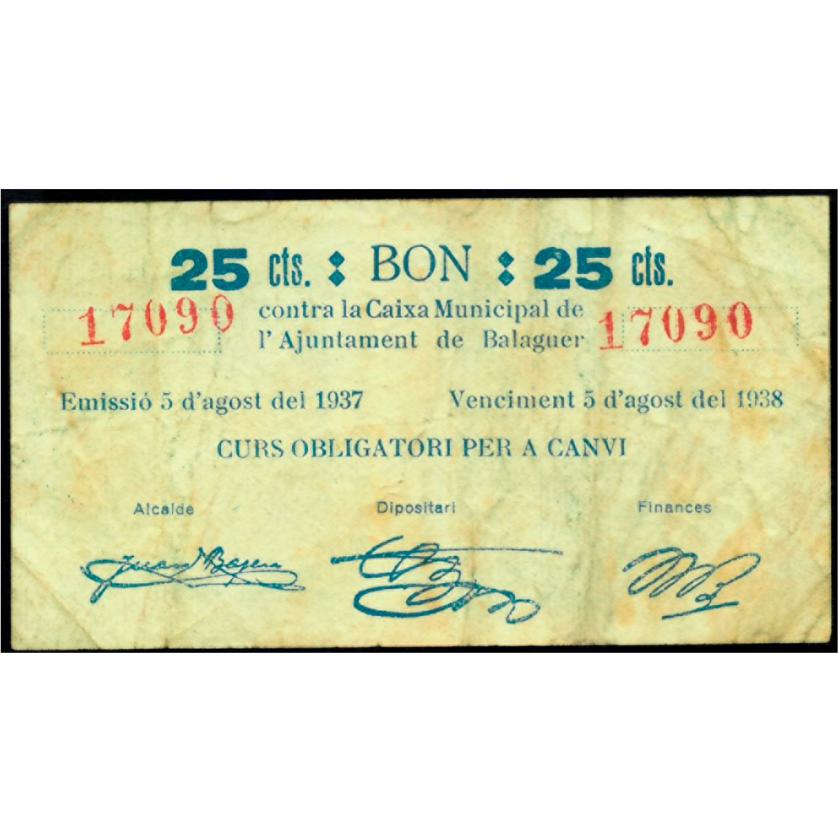 25 cts. : BON : 25 cts.
17090 contra la Caixa Municipal de 17090
l'Ajuntament de Balaguer
Emissió 5 d'agost del 1937 Venciment 5 d'agost del 1938
CURS OBLIGATORI PER A CANVI
Alcalde Dipositari Finances